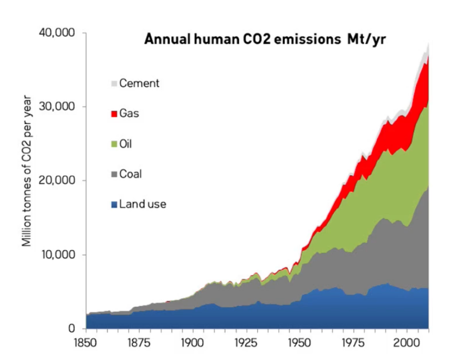 Annual human CO2 emissions Mt/yr
40,000
30,000
20,000
10,000
0
Million tonnes of CO2 per year
Cement
Gas
Oil
Coal
Land use
1850 1875 1900 1925 1950 1975 2000